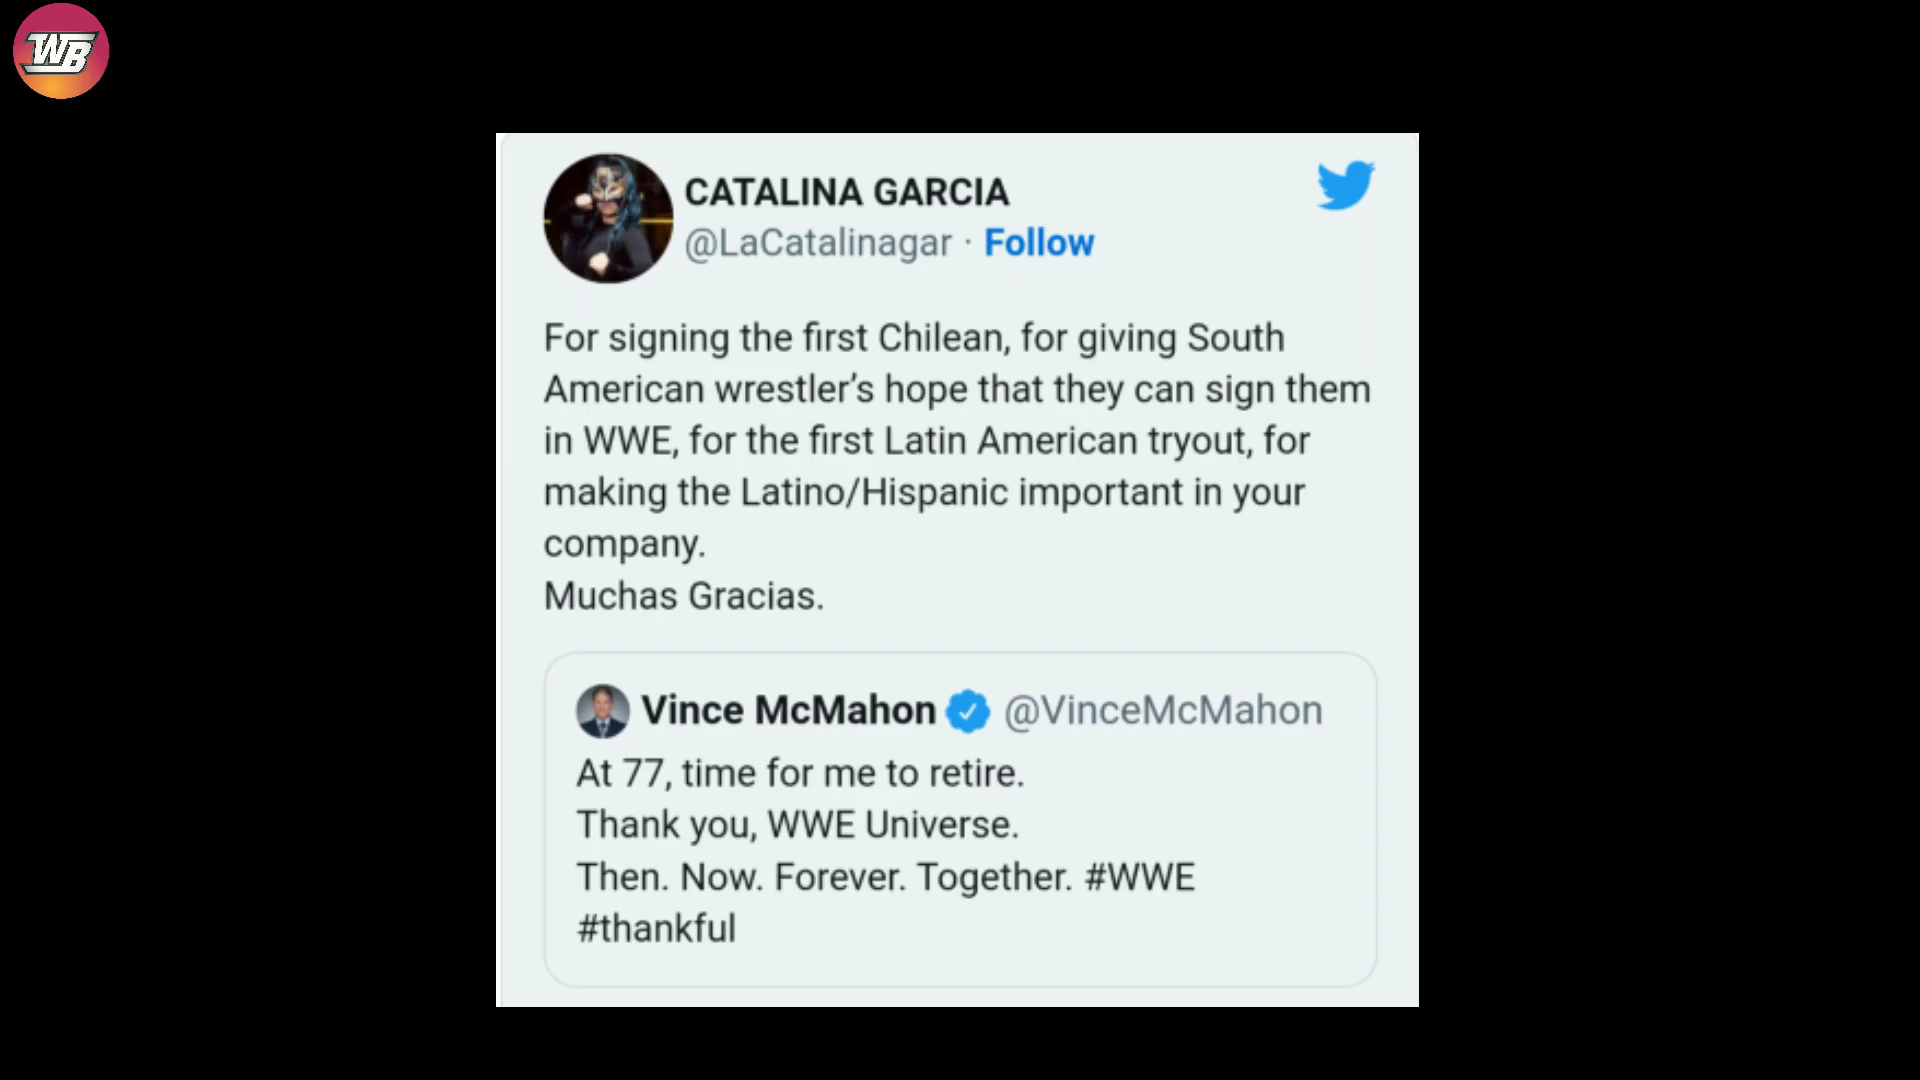 WB
CATALINA GARCIA
@LaCatalinagar · Follow
For signing the first Chilean, for giving South
American wrestler’s hope that they can sign them
in WWE, for the first Latin American tryout, for
making the Latino/Hispanic important in your
company.
Muchas Gracias.
Vince McMahon @VinceMcMahon
At 77, time for me to retire.
Thank you, WWE Universe.
Then. Now. Forever. Together. #WWE
#thankful